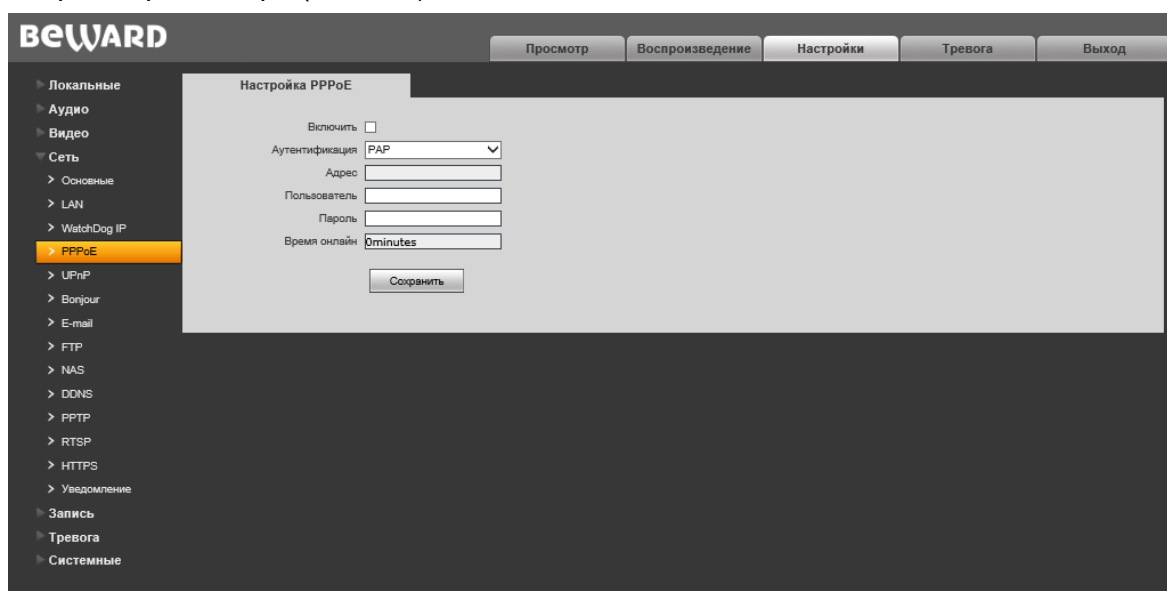 BEWARD
Просмотр
Воспроизведение
Настройки
Тревога
Выход
Локальные
Аудио
Видео
Сеть
Основные
LAN
WatchDog IP
PPPoE
UPnP
Bonjour
E-mail
FTP
NAS
DDNS
PPTP
RTSP
HTTPS
Уведомление
Запись
Тревога
Системные
Настройка PPPoE
Включить
Аутентификация PAP
Адрес
Пользователь
Пароль
Время онлайн 0minutes
Сохранить